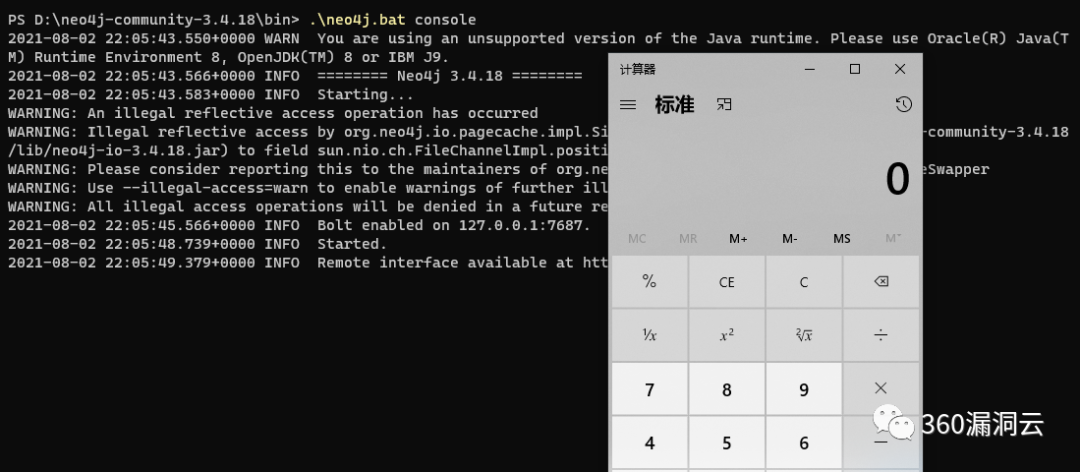 PS D:\neo4j-community-3.4.18\bin> .\neo4j.bat console
2021-08-02 22:05:43.550+0000 WARN  You are using an unsupported version of the Java runtime. Please use Oracle(R) Java(T
M) Runtime Environment 8, OpenJDK(TM) 8 or IBM J9.
2021-08-02 22:05:43.566+0000 INFO  ======== Neo4j 3.4.18 ========
2021-08-02 22:05:43.583+0000 INFO  Starting...
WARNING: An illegal reflective access operation has occurred
WARNING: Illegal reflective access by org.neo4j.io.pagecache.impl.Si -community-3.4.18
/lib/neo4j-io-3.4.18.jar) to field sun.nio.ch.FileChannelImpl.positi
WARNING: Please consider reporting this to the maintainers of org.ne eSwapper
WARNING: Use --illegal-access=warn to enable warnings of further ill
WARNING: All illegal access operations will be denied in a future re
2021-08-02 22:05:45.566+0000 INFO  Bolt enabled on 127.0.0.1:7687.
2021-08-02 22:05:48.739+0000 INFO  Started.
2021-08-02 22:05:49.379+0000 INFO  Remote interface available at htt
计算器
标准
0
MC MR M+ M- MS M˅
% CE C
¹/x x² ²√x ÷
7 8 9 ×
4 5 6 −
360漏洞云